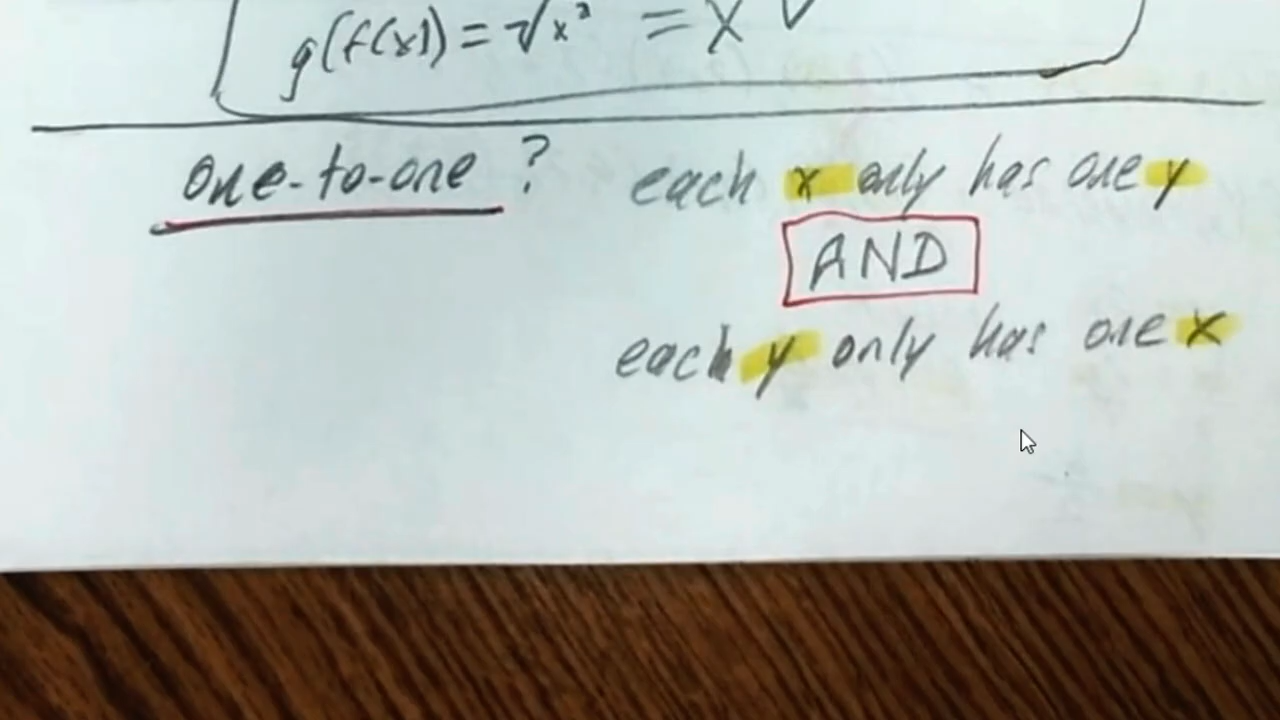 g(f(x)) = √x² = x √
one-to-one ? each x only has one y
AND
each y only has one x